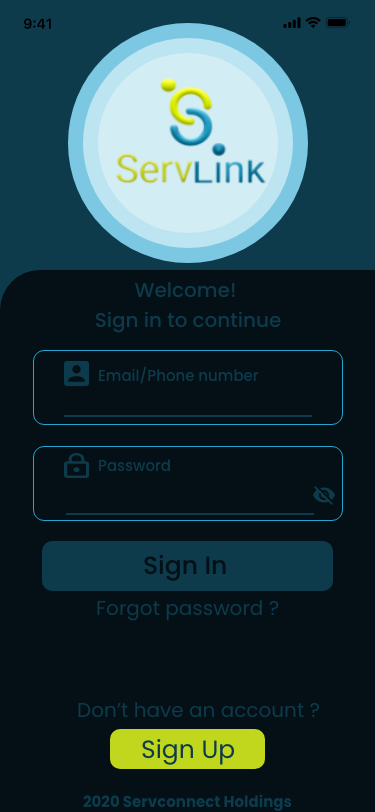 9:41
ServLink
Welcome!
Sign in to continue
Email/Phone number
Password
Sign In
Forgot password ?
Don’t have an account ?
Sign Up
2020 Servconnect Holdings